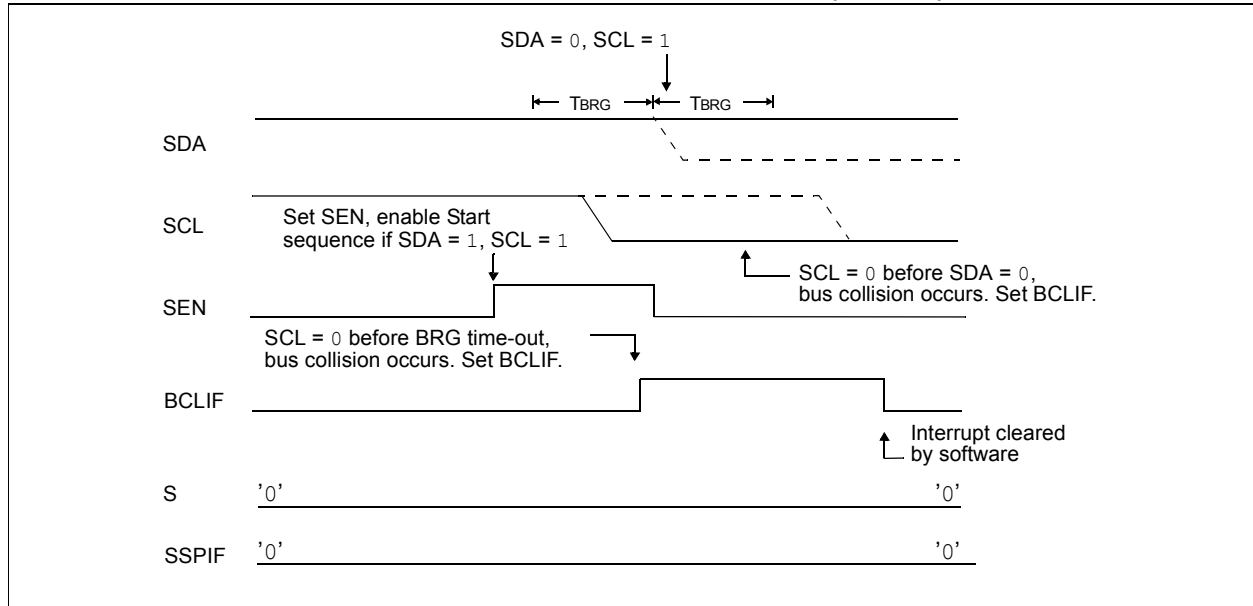 SDA = 0, SCL = 1
TBRG TBRG
SDA
SCL
Set SEN, enable Start
sequence if SDA = 1, SCL = 1
SCL = 0 before SDA = 0,
bus collision occurs. Set BCLIF.
SEN
SCL = 0 before BRG time-out,
bus collision occurs. Set BCLIF.
BCLIF
Interrupt cleared
by software
S '0' '0'
SSPIF '0' '0'